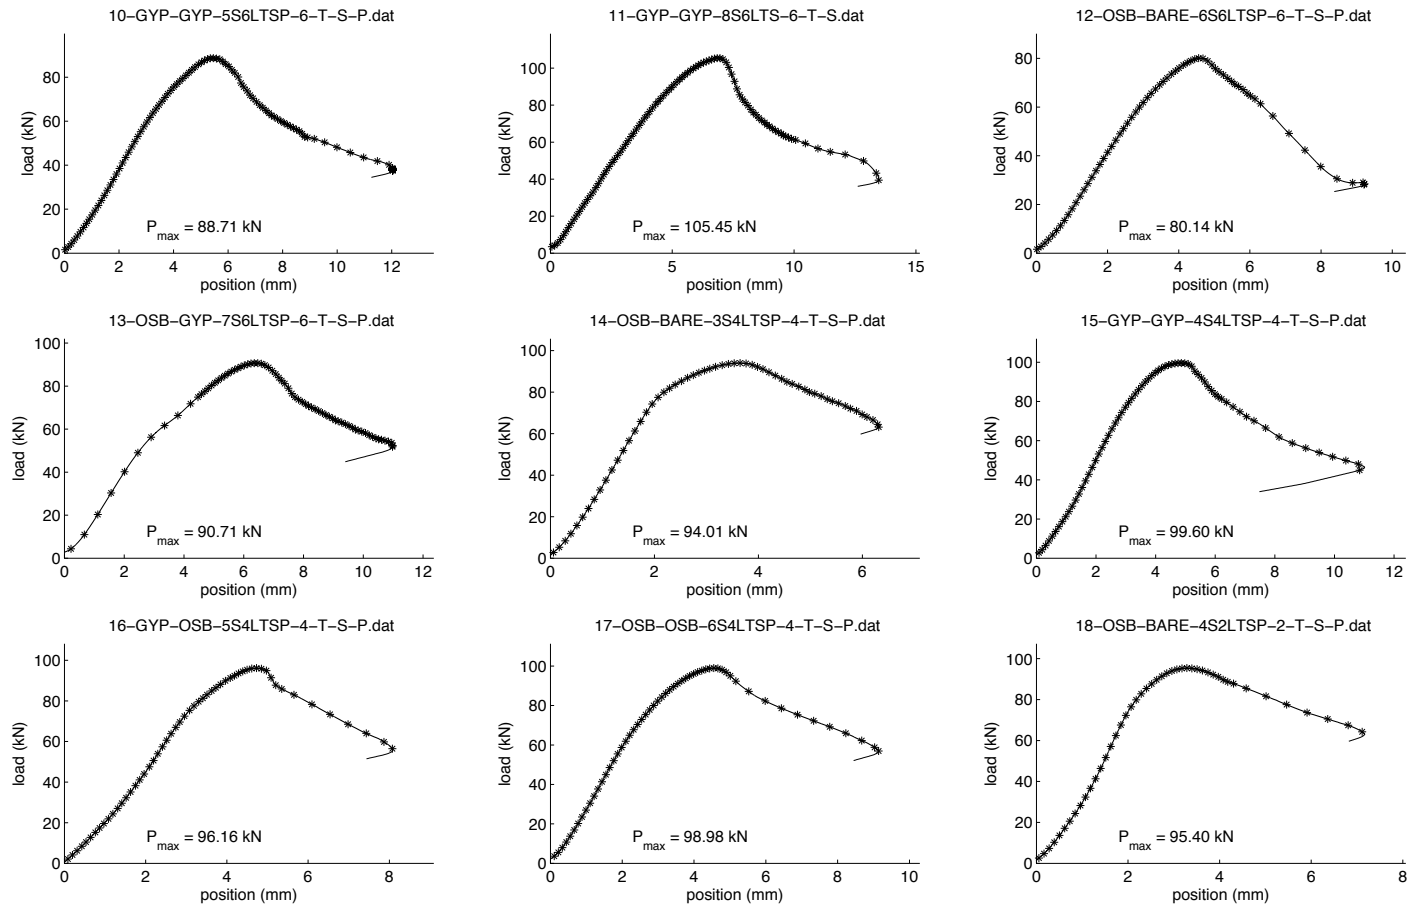 10-GYP-GYP-5S6LTSP-6-T-S-P.dat
load (kN)
80
60
40
20
0
P_max = 88.71 kN
0 2 4 6 8 10 12
position (mm)
11-GYP-GYP-8S6LTS-6-T-S.dat
load (kN)
100
80
60
40
20
0
P_max = 105.45 kN
0 5 10 15
position (mm)
12-OSB-BARE-6S6LTSP-6-T-S-P.dat
load (kN)
80
60
40
20
0
P_max = 80.14 kN
0 2 4 6 8 10
position (mm)
13-OSB-GYP-7S6LTSP-6-T-S-P.dat
load (kN)
100
80
60
40
20
0
P_max = 90.71 kN
0 2 4 6 8 10 12
position (mm)
14-OSB-BARE-3S4LTSP-4-T-S-P.dat
load (kN)
100
80
60
40
20
0
P_max = 94.01 kN
0 2 4 6
position (mm)
15-GYP-GYP-4S4LTSP-4-T-S-P.dat
load (kN)
100
80
60
40
20
0
P_max = 99.60 kN
0 2 4 6 8 10 12
position (mm)
16-GYP-OSB-5S4LTSP-4-T-S-P.dat
load (kN)
100
80
60
40
20
0
P_max = 96.16 kN
0 2 4 6 8
position (mm)
17-OSB-OSB-6S4LTSP-4-T-S-P.dat
load (kN)
100
80
60
40
20
0
P_max = 98.98 kN
0 2 4 6 8 10
position (mm)
18-OSB-BARE-4S2LTSP-2-T-S-P.dat
load (kN)
100
80
60
40
20
0
P_max = 95.40 kN
0 2 4 6 8
position (mm)